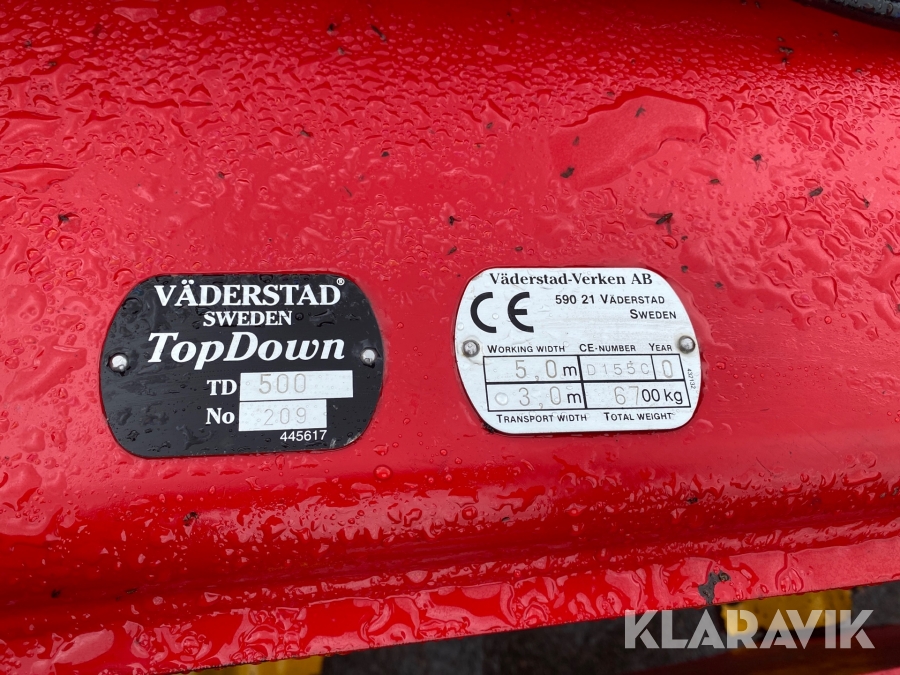 VÄDERSTAD®
SWEDEN
TopDown
TD 500
No 209
445617
Väderstad-Verken AB
CE
590 21 VÄDERSTAD
SWEDEN
WORKING WIDTH CE-NUMBER YEAR
5,0 m D155C 0
3,0 m 6700 kg
TRANSPORT WIDTH TOTAL WEIGHT
437132
KLARAVIK